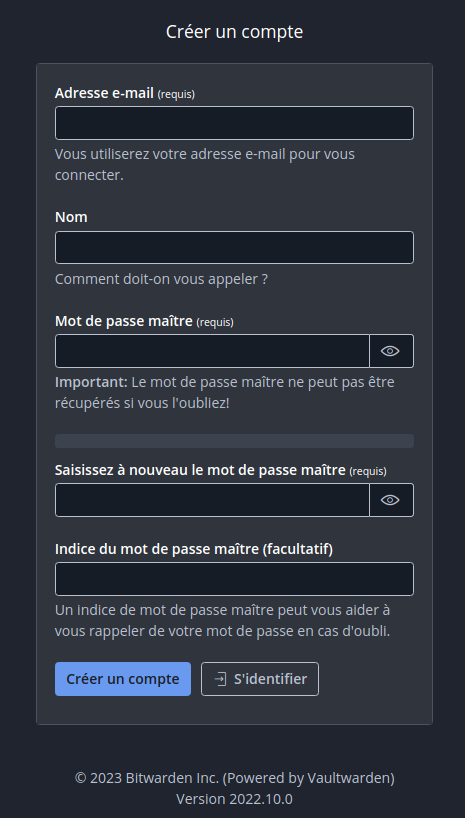 Créer un compte
Adresse e-mail (requis)
Vous utiliserez votre adresse e-mail pour vous
connecter.
Nom
Comment doit-on vous appeler ?
Mot de passe maître (requis)
Important: Le mot de passe maître ne peut pas être
récupérés si vous l'oubliez!
Saisissez à nouveau le mot de passe maître (requis)
Indice du mot de passe maître (facultatif)
Un indice de mot de passe maître peut vous aider à
vous rappeler de votre mot de passe en cas d'oubli.
Créer un compte S'identifier
© 2023 Bitwarden Inc. (Powered by Vaultwarden)
Version 2022.10.0